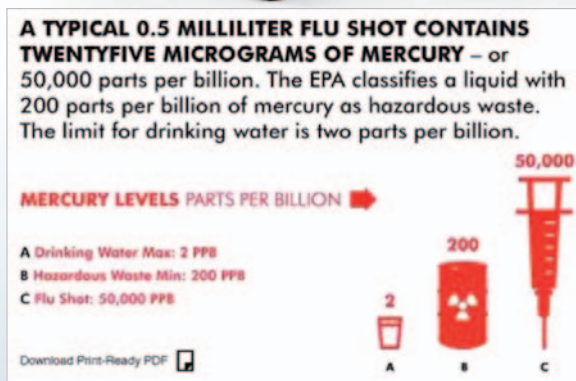 A TYPICAL 0.5 MILLILITER FLU SHOT CONTAINS
TWENTYFIVE MICROGRAMS OF MERCURY – or
50,000 parts per billion. The EPA classifies a liquid with
200 parts per billion of mercury as hazardous waste.
The limit for drinking water is two parts per billion.
50,000
MERCURY LEVELS PARTS PER BILLION
200
A Drinking Water Max: 2 PPB
B Hazardous Waste Min: 200 PPB
C Flu Shot: 50,000 PPB
2
Download Print-Ready PDF
A B C